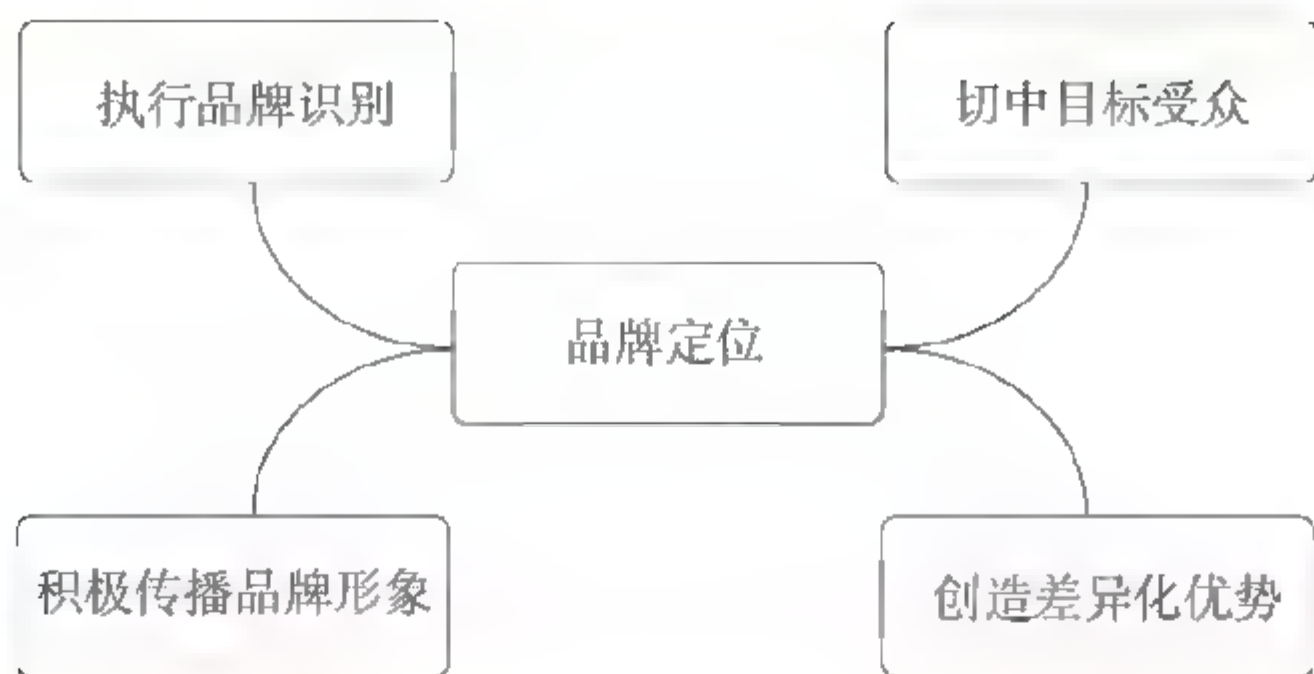 执行品牌识别
切中目标受众
品牌定位
积极传播品牌形象
创造差异化优势